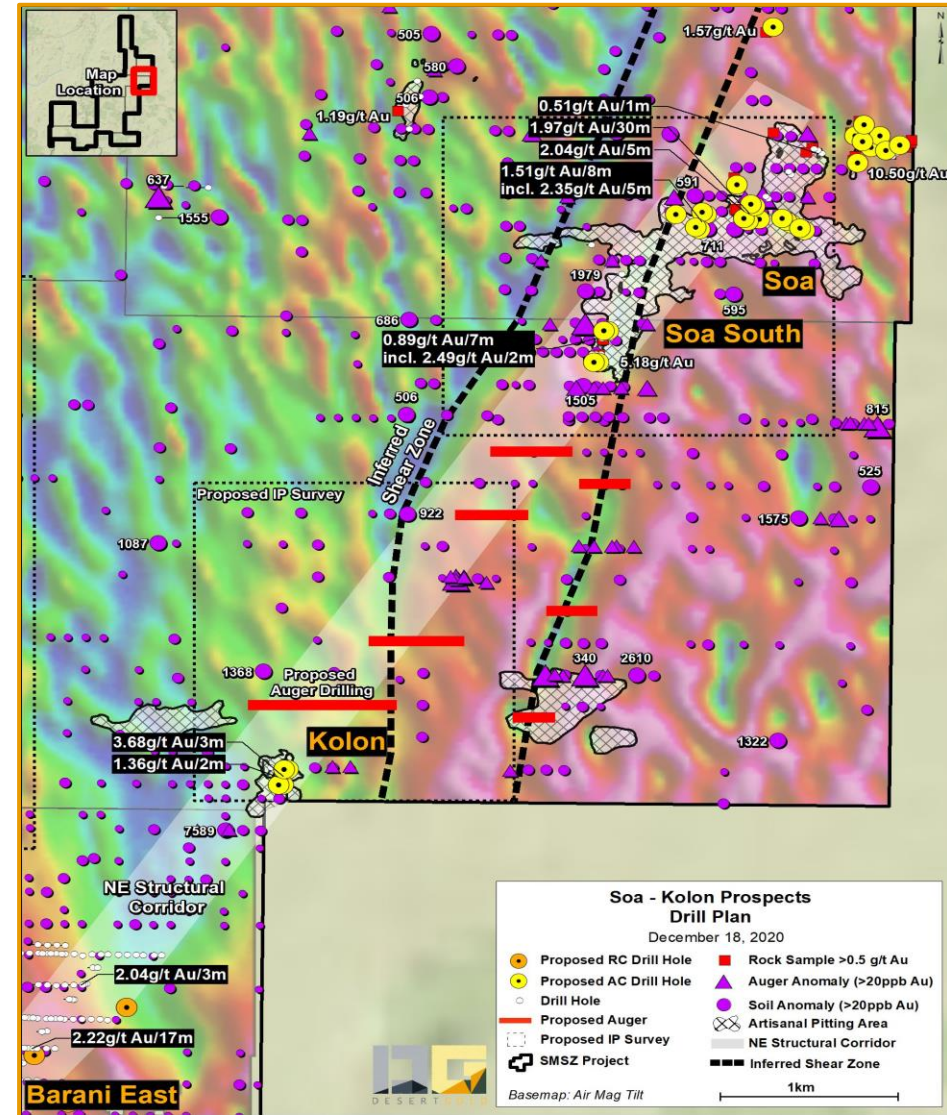 N
Map
Location
505
580
506
1.19g/t Au
1.57g/t Au
0.51g/t Au/1m
1.97g/t Au/30m
2.04g/t Au/5m
1.51g/t Au/8m
incl. 2.35g/t Au/5m
591
10.50g/t Au
637
1555
711
Soa
1979
595
686
Soa South
0.89g/t Au/7m
incl. 2.49g/t Au/2m
5.18g/t Au
506
1505
815
Inferred
Shear Zone
525
Proposed IP Survey
922
1575
1087
1368
340
2610
Proposed
Auger Drilling
Kolon
1322
3.68g/t Au/3m
1.36g/t Au/2m
7589
NE Structural
Corridor
2.04g/t Au/3m
2.22g/t Au/17m
Barani East
DESERT GOLD
Soa - Kolon Prospects
Drill Plan
December 18, 2020
Proposed RC Drill Hole
Proposed AC Drill Hole
Drill Hole
Proposed Auger
Proposed IP Survey
SMSZ Project
Rock Sample >0.5 g/t Au
Auger Anomaly (>20ppb Au)
Soil Anomaly (>20ppb Au)
Artisanal Pitting Area
NE Structural Corridor
Inferred Shear Zone
Basemap: Air Mag Tilt
1km